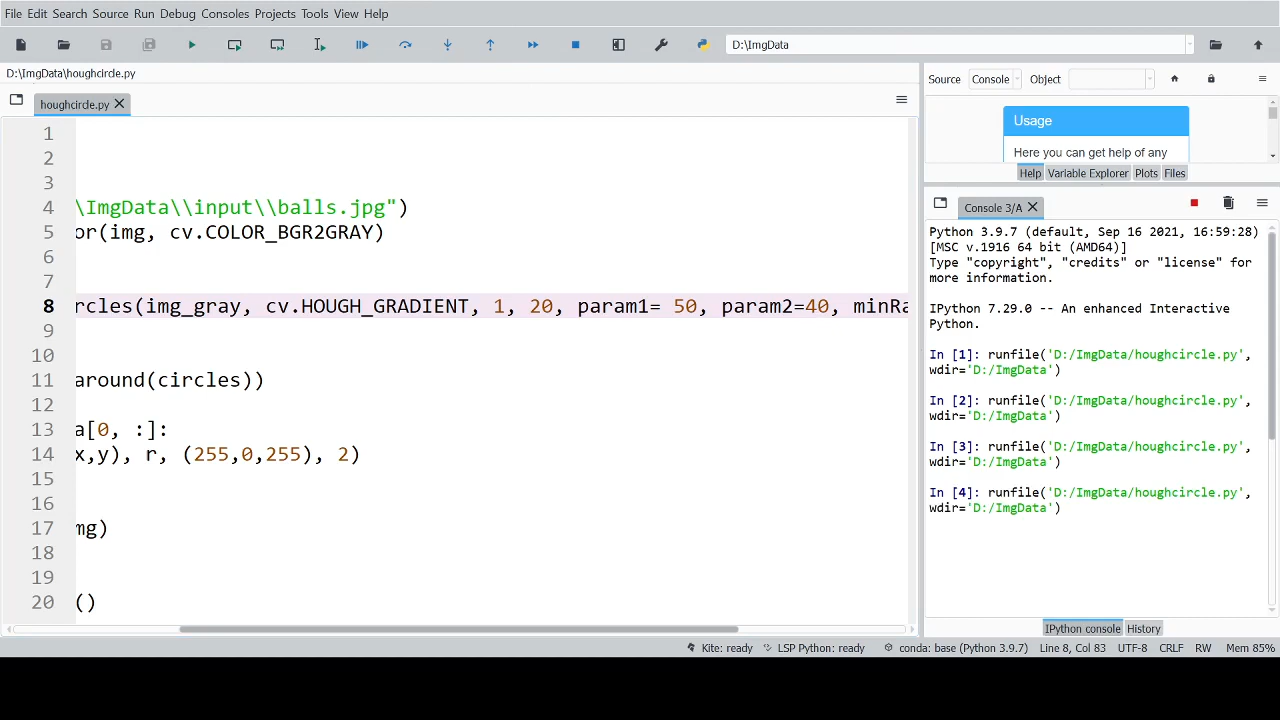 File Edit Search Source Run Debug Consoles Projects Tools View Help
D:\ImgData
D:\ImgData\houghcircle.py
houghcircle.py
1
2
3
4 \ImgData\\input\\balls.jpg")
5 or(img, cv.COLOR_BGR2GRAY)
6
7
8 rcles(img_gray, cv.HOUGH_GRADIENT, 1, 20, param1= 50, param2=40, minRa
9
10
11 around(circles))
12
13 a[0, :]:
14 x,y), r, (255,0,255), 2)
15
16
17 mg)
18
19
20 ()
Source Console Object
Usage
Here you can get help of any
Help Variable Explorer Plots Files
Console 3/A
Python 3.9.7 (default, Sep 16 2021, 16:59:28)
[MSC v.1916 64 bit (AMD64)]
Type "copyright", "credits" or "license" for
more information.
IPython 7.29.0 -- An enhanced Interactive
Python.
In [1]: runfile('D:/ImgData/houghcircle.py',
wdir='D:/ImgData')
In [2]: runfile('D:/ImgData/houghcircle.py',
wdir='D:/ImgData')
In [3]: runfile('D:/ImgData/houghcircle.py',
wdir='D:/ImgData')
In [4]: runfile('D:/ImgData/houghcircle.py',
wdir='D:/ImgData')
IPython console History
Kite: ready LSP Python: ready conda: base (Python 3.9.7) Line 8, Col 83 UTF-8 CRLF RW Mem 85%